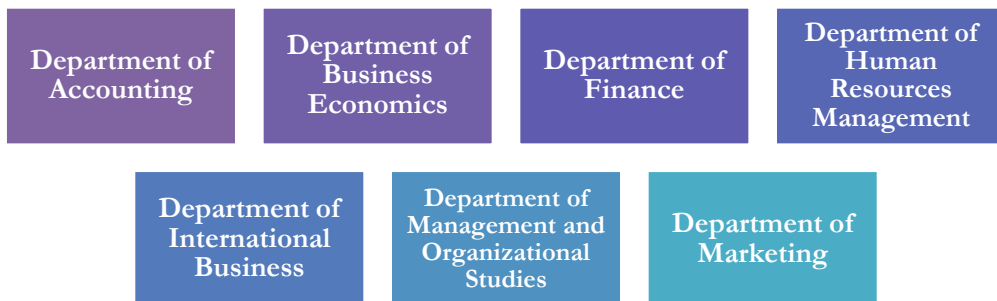 Department of
Accounting
Department of
Business
Economics
Department of
Finance
Department of
Human
Resources
Management
Department of
International
Business
Department of
Management and
Organizational
Studies
Department of
Marketing